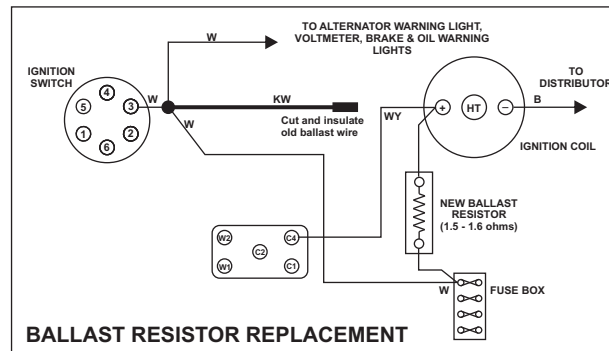 TO ALTERNATOR WARNING LIGHT,
VOLTMETER, BRAKE & OIL WARNING
LIGHTS
W
IGNITION
SWITCH
4
5
3
1
2
6
W
KW
W
Cut and insulate
old ballast wire
WY
+
HT
−
B
TO
DISTRIBUTOR
IGNITION COIL
NEW BALLAST
RESISTOR
(1.5 - 1.6 ohms)
W2
C4
C2
W1
C1
W
FUSE BOX
BALLAST RESISTOR REPLACEMENT